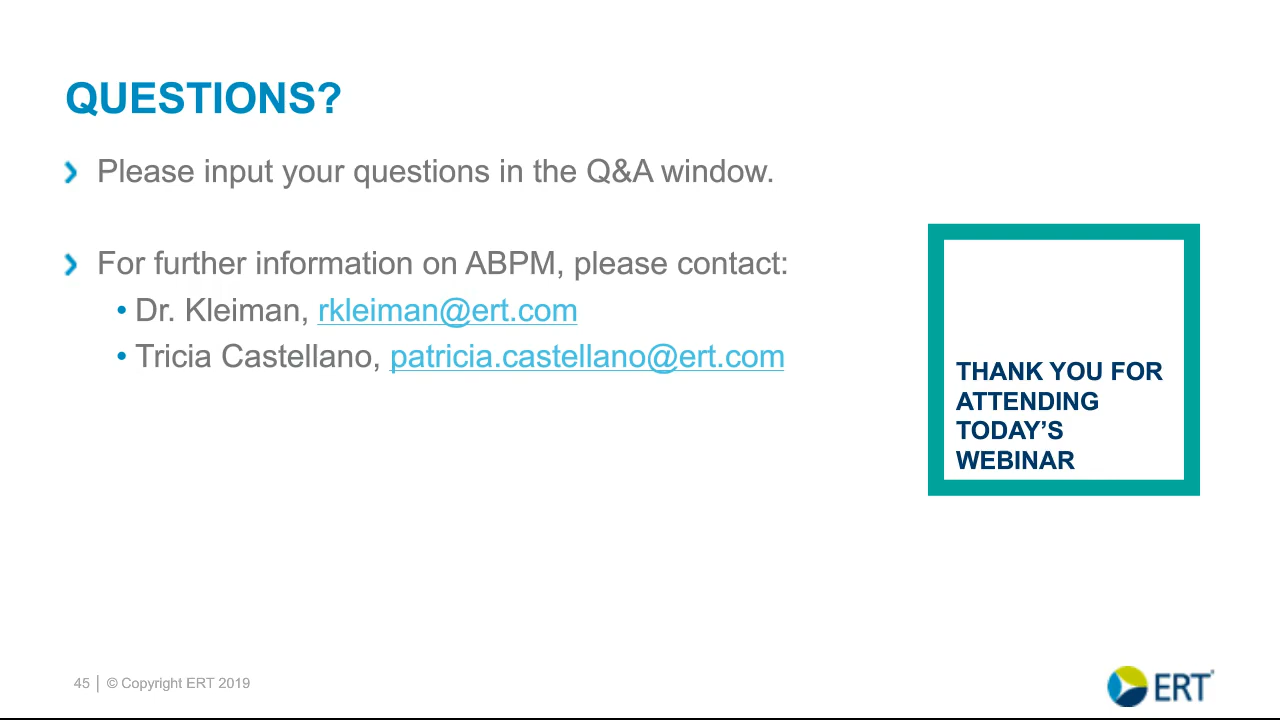 QUESTIONS?
Please input your questions in the Q&A window.
For further information on ABPM, please contact:
• Dr. Kleiman, rkleiman@ert.com
• Tricia Castellano, patricia.castellano@ert.com
THANK YOU FOR
ATTENDING
TODAY’S
WEBINAR
45 | © Copyright ERT 2019
ERT